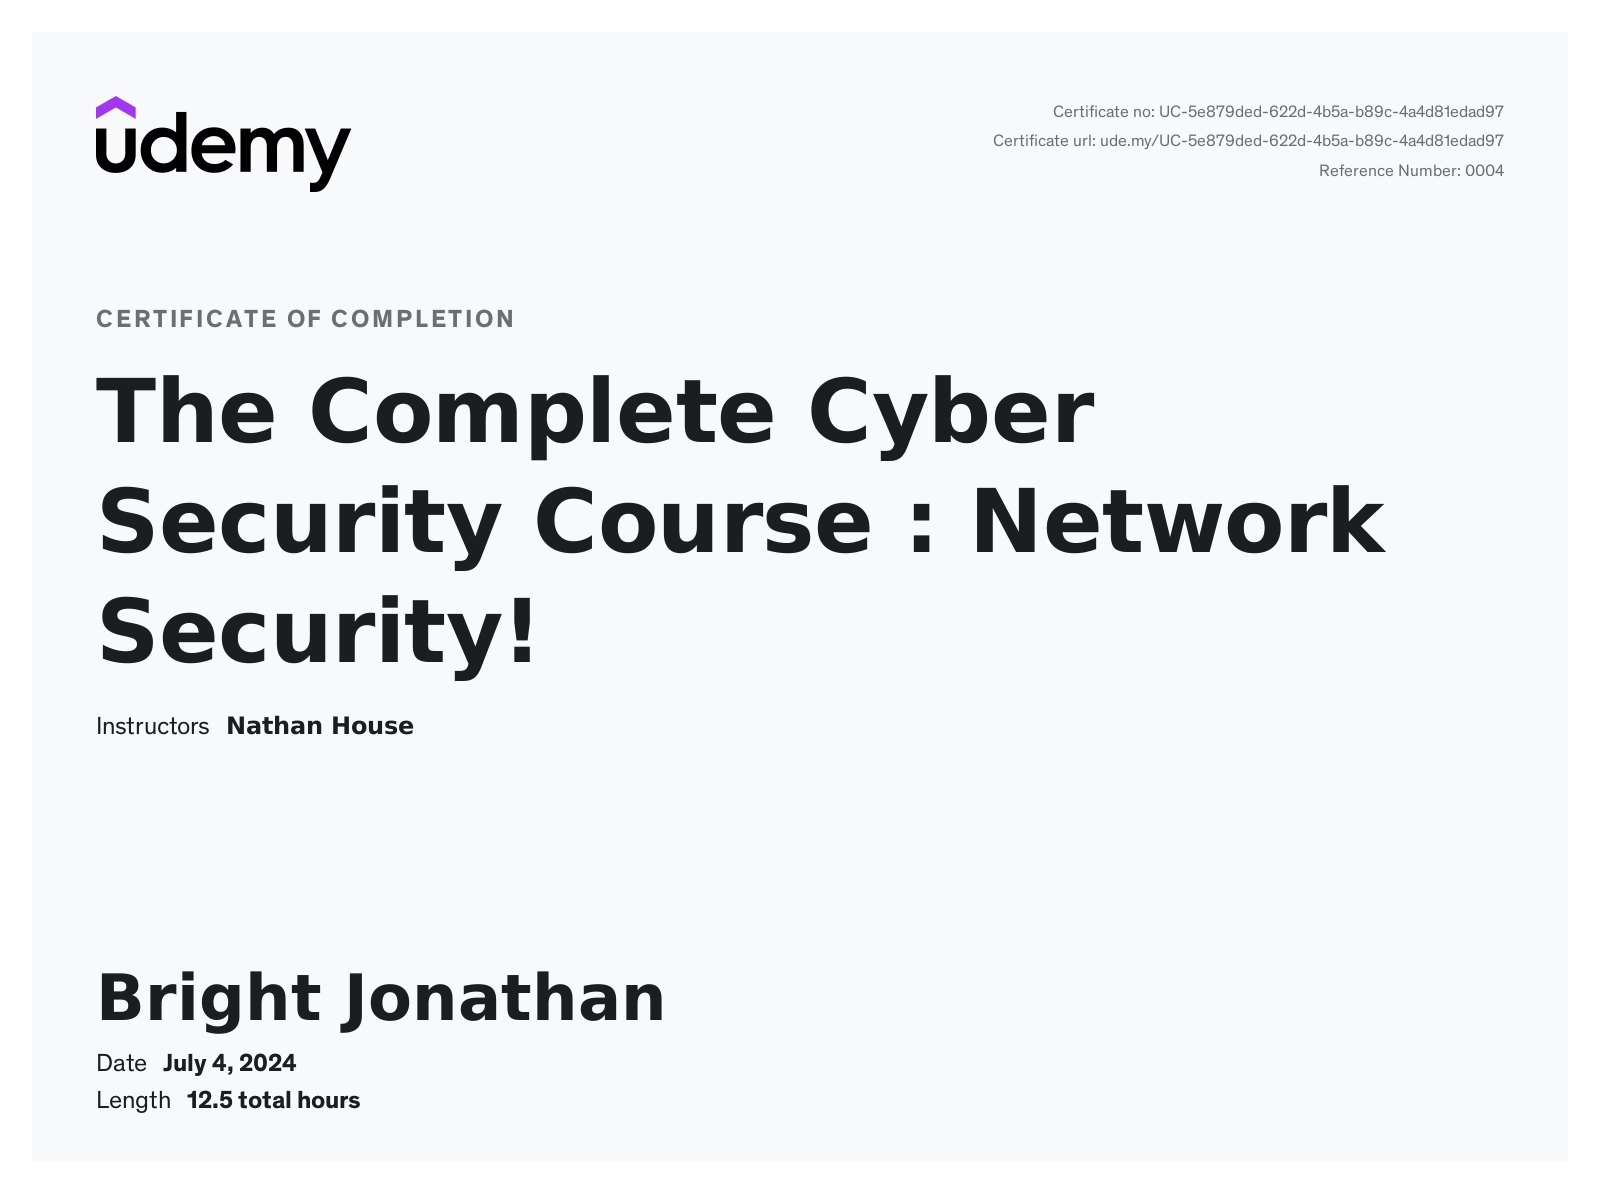 udemy
Certificate no: UC-5e879ded-622d-4b5a-b89c-4a4d81edad97
Certificate url: ude.my/UC-5e879ded-622d-4b5a-b89c-4a4d81edad97
Reference Number: 0004
CERTIFICATE OF COMPLETION
The Complete Cyber
Security Course : Network
Security!
Instructors Nathan House
Bright Jonathan
Date July 4, 2024
Length 12.5 total hours